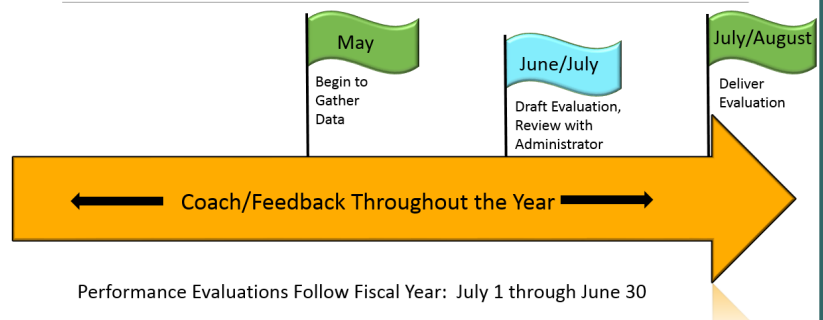 May
Begin to
Gather
Data
June/July
Draft Evaluation,
Review with
Administrator
July/August
Deliver
Evaluation
Coach/Feedback Throughout the Year
Performance Evaluations Follow Fiscal Year:  July 1 through June 30